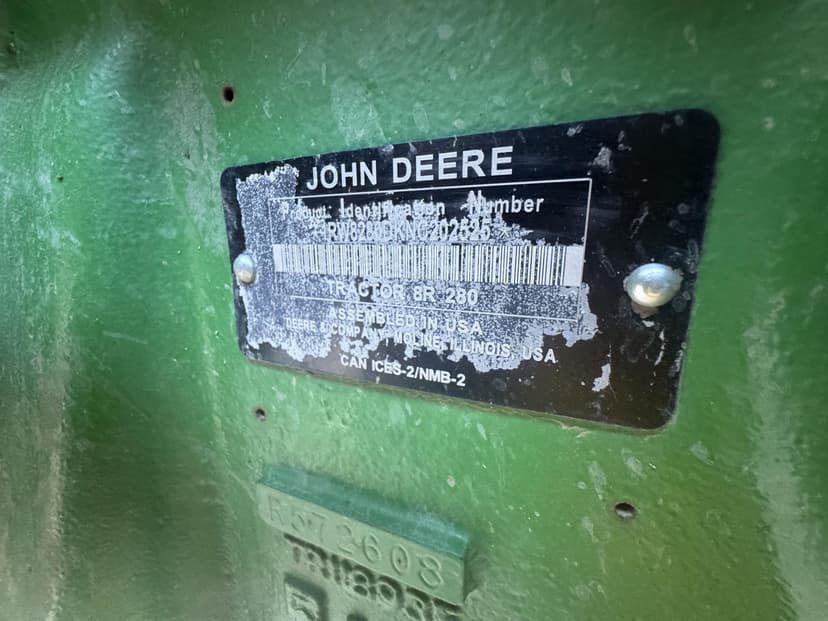 JOHN DEERE
Product Identification Number
TRACTOR 8R 280
ASSEMBLED IN USA
DEERE & COMPANY MOLINE, ILLINOIS, USA
CAN ICES-2/NMB-2
R572608